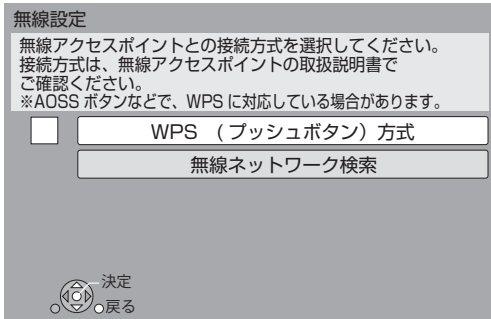 無線設定
無線アクセスポイントとの接続方式を選択してください。
接続方式は、無線アクセスポイントの取扱説明書で
ご確認ください。
※AOSS ボタンなどで、WPS に対応している場合があります。
WPS （プッシュボタン）方式
無線ネットワーク検索
決定
戻る